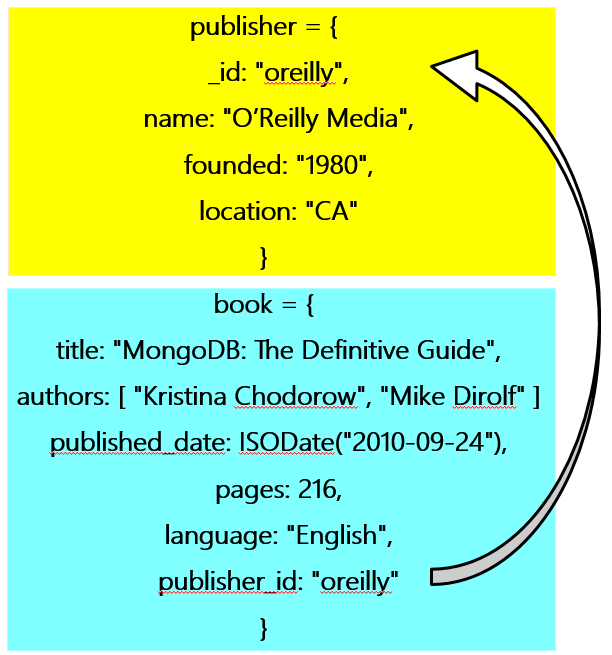 publisher = {
_id: "oreilly",
name: "O’Reilly Media",
founded: "1980",
location: "CA"
}
book = {
title: "MongoDB: The Definitive Guide",
authors: [ "Kristina Chodorow", "Mike Dirolf" ]
published_date: ISODate("2010-09-24"),
pages: 216,
language: "English",
publisher_id: "oreilly"
}